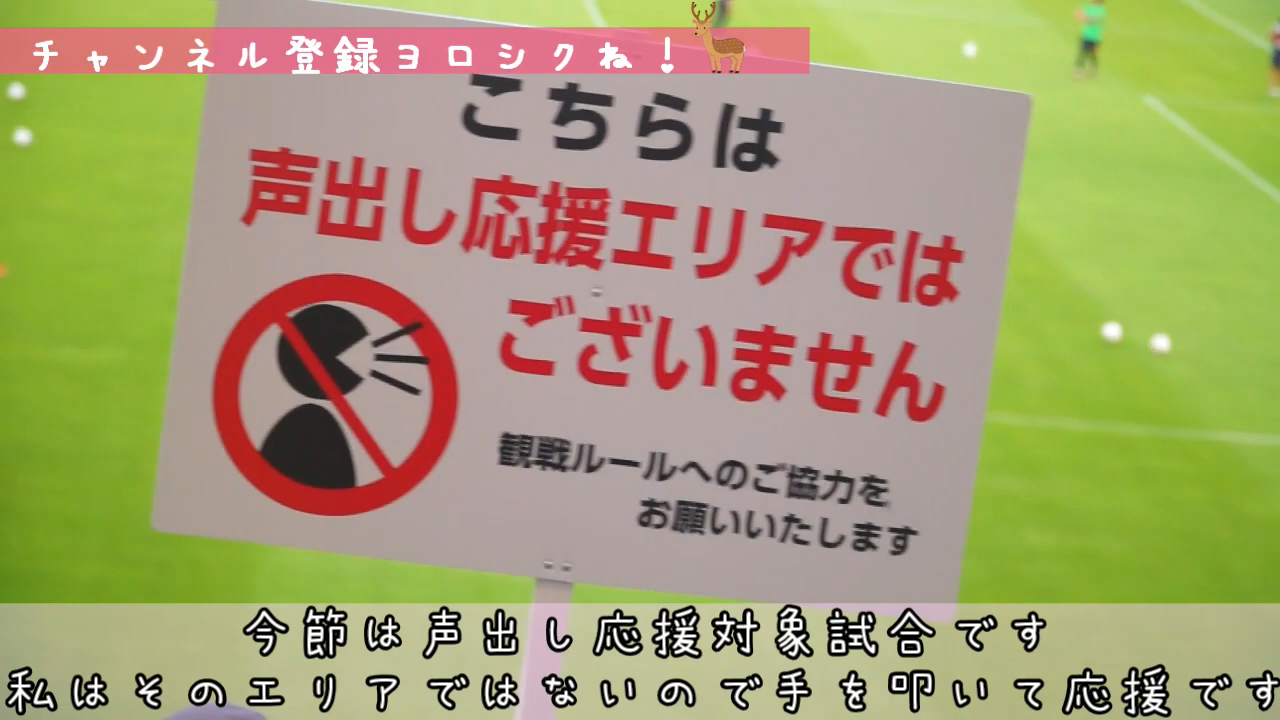 チャンネル登録ヨロシクね！
こちらは
声出し応援エリアでは
ございません
観戦ルールへのご協力を
お願いいたします
今節は声出し応援対象試合です
私はそのエリアではないので手を叩いて応援です